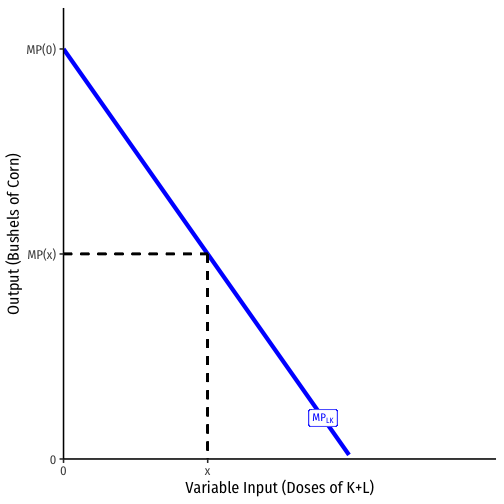 MP(0)
Output (Bushels of Corn)
MP(x)
MP_LK
0
0
x
Variable Input (Doses of K+L)